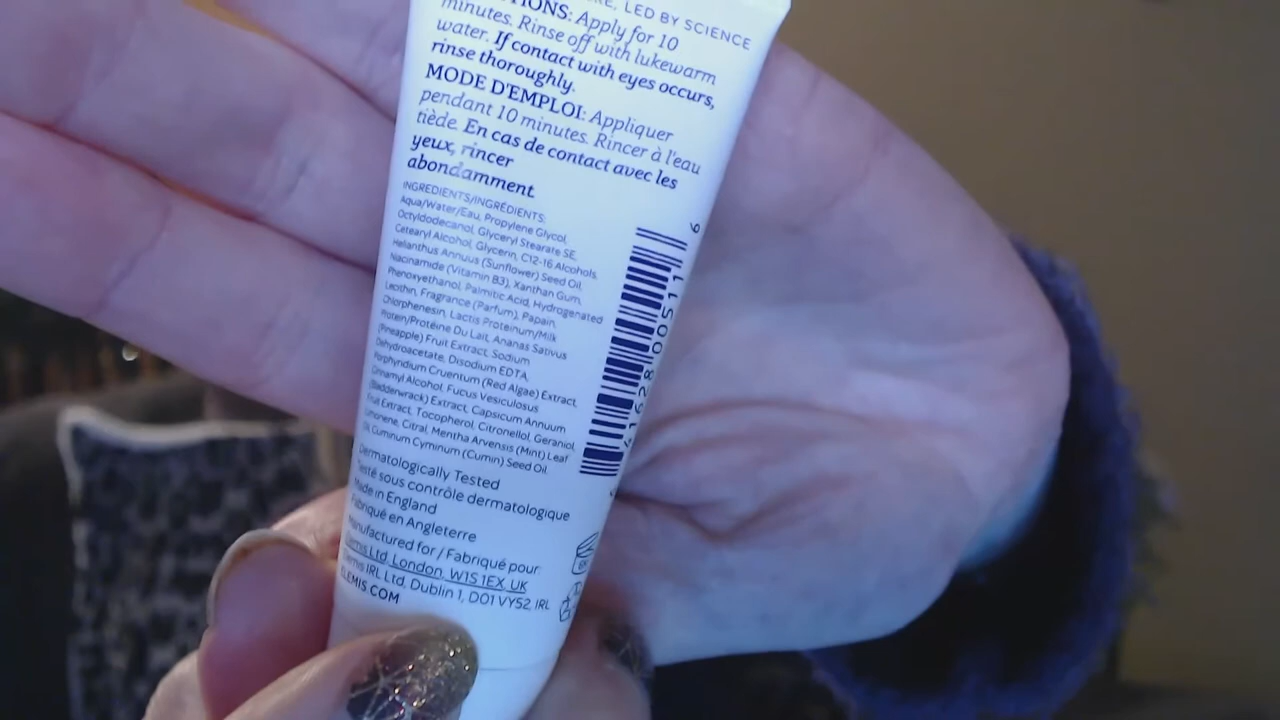 LED BY SCIENCE
Apply for 10
minutes. Rinse off with lukewarm
water. If contact with eyes occurs,
rinse thoroughly.
MODE D'EMPLOI: Appliquer
pendant 10 minutes. Rincer à l'eau
tiède. En cas de contact avec les
yeux, rincer
abondamment.
INGREDIENTS/INGRÉDIENTS:
Aqua/Water/Eau, Propylene Glycol,
Octyldodecanol, Glyceryl Stearate SE,
Cetearyl Alcohol, Glycerin, C12-16 Alcohols,
Helianthus Annuus (Sunflower) Seed Oil,
Niacinamide (Vitamin B3), Xanthan Gum,
Phenoxyethanol, Palmitic Acid, Hydrogenated
Lecithin, Fragrance (Parfum), Papain,
Chlorphenesin, Lactis Proteinum/Milk
Protein/Protéine Du Lait, Ananas Sativus
(Pineapple) Fruit Extract, Sodium
Dehydroacetate, Disodium EDTA,
Porphyridium Cruentum (Red Algae) Extract,
Cinnamyl Alcohol, Fucus Vesiculosus
(Bladderwrack) Extract, Capsicum Annuum
Fruit Extract, Tocopherol, Citronellol, Geraniol,
Limonene, Citral, Mentha Arvensis (Mint) Leaf
Oil, Cuminum Cyminum (Cumin) Seed Oil.
Dermatologically Tested
Testé sous contrôle dermatologique
Made in England
Fabriqué en Angleterre
Manufactured for / Fabriqué pour:
Elemis Ltd, London, W1S 1EX, UK
Elemis IRL Ltd, Dublin 1, D01 VY52, IRL
ELEMIS.COM